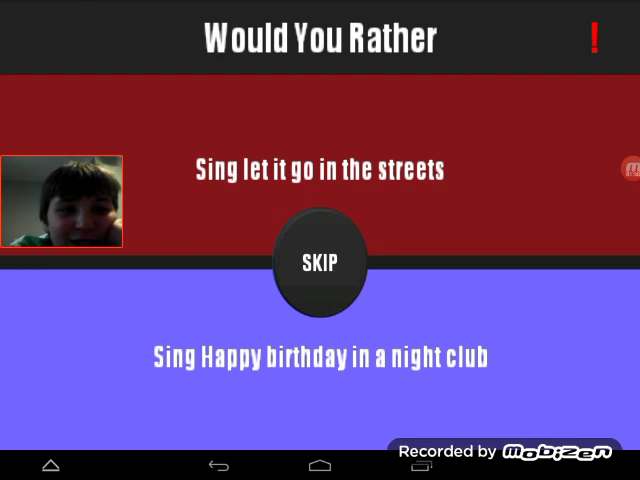 Would You Rather !
Sing let it go in the streets
SKIP
Sing Happy birthday in a night club
Recorded by mobizen